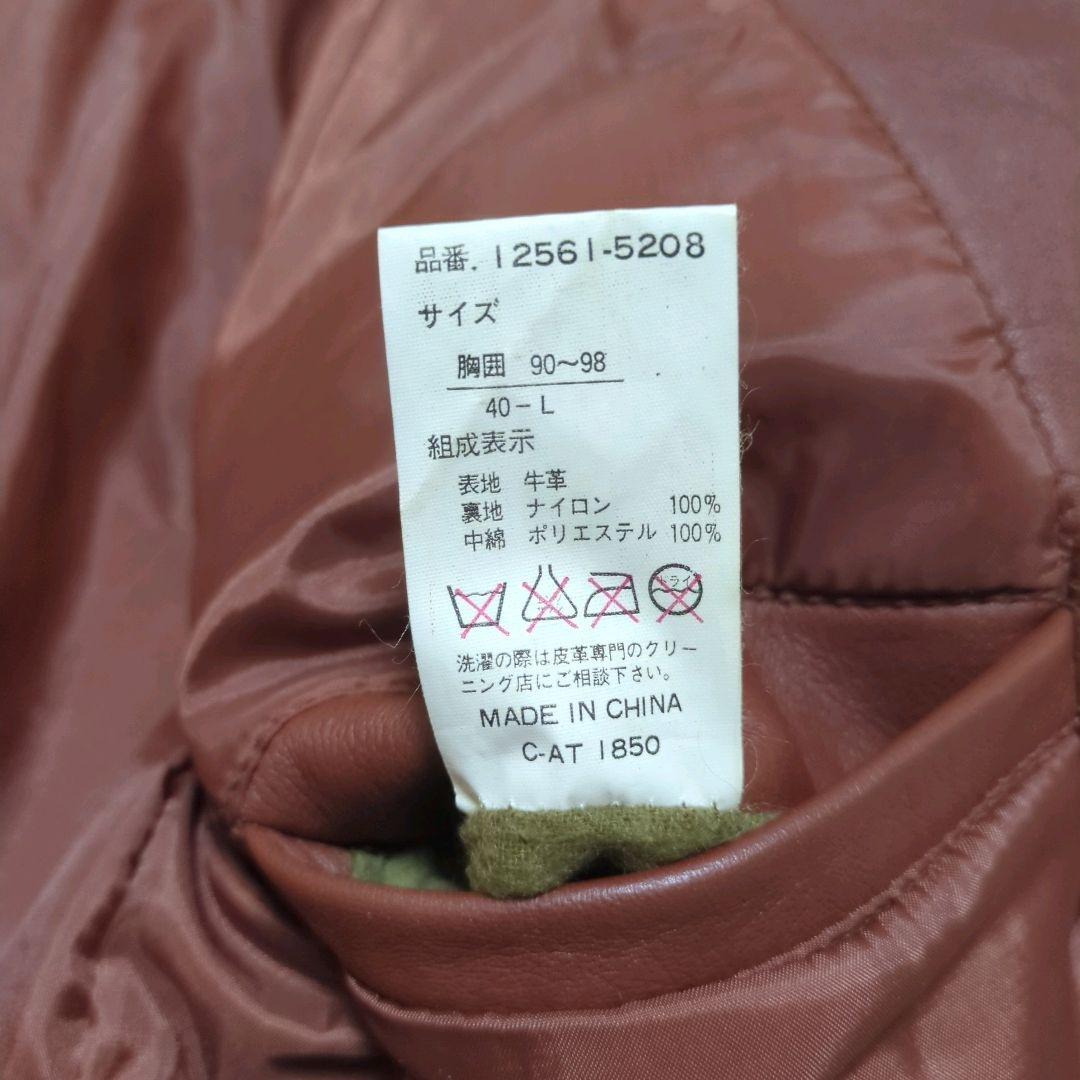 品番. 12561-5208
サイズ
胸囲 90～98
40-L
組成表示
表地 牛革
裏地 ナイロン 100%
中綿 ポリエステル 100%
ドライ
洗濯の際は皮革専門のクリー
ニング店にご相談下さい。
MADE IN CHINA
C-AT 1850